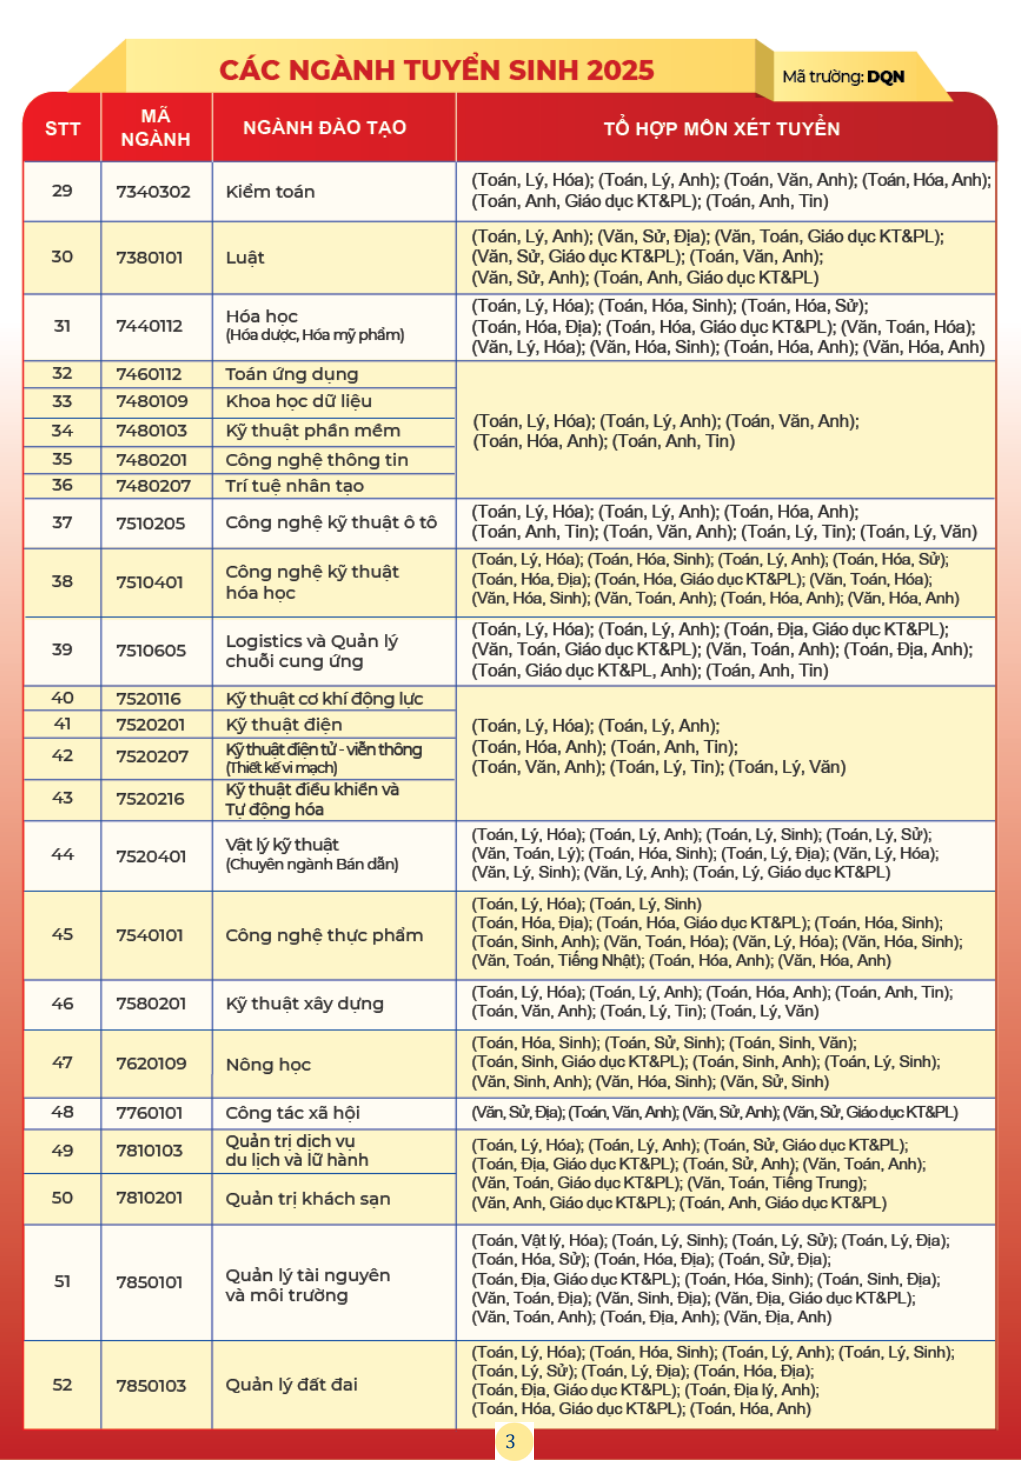 CÁC NGÀNH TUYỂN SINH 2025
Mã trường: DQN
STT
MÃ
NGÀNH
NGÀNH ĐÀO TẠO
TỔ HỢP MÔN XÉT TUYỂN
29
7340302
Kiểm toán
(Toán, Lý, Hóa); (Toán, Lý, Anh); (Toán, Văn, Anh); (Toán, Hóa, Anh);
(Toán, Anh, Giáo dục KT&PL); (Toán, Anh, Tin)
30
7380101
Luật
(Toán, Lý, Anh); (Văn, Sử, Địa); (Văn, Toán, Giáo dục KT&PL);
(Văn, Sử, Giáo dục KT&PL); (Toán, Văn, Anh);
(Văn, Sử, Anh); (Toán, Anh, Giáo dục KT&PL)
31
7440112
Hóa học
(Hóa dược, Hóa mỹ phẩm)
(Toán, Lý, Hóa); (Toán, Hóa, Sinh); (Toán, Hóa, Sử);
(Toán, Hóa, Địa); (Toán, Hóa, Giáo dục KT&PL); (Văn, Toán, Hóa);
(Văn, Lý, Hóa); (Văn, Hóa, Sinh); (Toán, Hóa, Anh); (Văn, Hóa, Anh)
32
7460112
Toán ứng dụng
33
7480109
Khoa học dữ liệu
34
7480103
Kỹ thuật phần mềm
35
7480201
Công nghệ thông tin
36
7480207
Trí tuệ nhân tạo
(Toán, Lý, Hóa); (Toán, Lý, Anh); (Toán, Văn, Anh);
(Toán, Hóa, Anh); (Toán, Anh, Tin)
37
7510205
Công nghệ kỹ thuật ô tô
(Toán, Lý, Hóa); (Toán, Lý, Anh); (Toán, Hóa, Anh);
(Toán, Anh, Tin); (Toán, Văn, Anh); (Toán, Lý, Tin); (Toán, Lý, Văn)
38
7510401
Công nghệ kỹ thuật
hóa học
(Toán, Lý, Hóa); (Toán, Hóa, Sinh); (Toán, Lý, Anh); (Toán, Hóa, Sử);
(Toán, Hóa, Địa); (Toán, Hóa, Giáo dục KT&PL); (Văn, Toán, Hóa);
(Văn, Hóa, Sinh); (Văn, Toán, Anh); (Toán, Hóa, Anh); (Văn, Hóa, Anh)
39
7510605
Logistics và Quản lý
chuỗi cung ứng
(Toán, Lý, Hóa); (Toán, Lý, Anh); (Toán, Địa, Giáo dục KT&PL);
(Văn, Toán, Giáo dục KT&PL); (Văn, Toán, Anh); (Toán, Địa, Anh);
(Toán, Giáo dục KT&PL, Anh); (Toán, Anh, Tin)
40
7520116
Kỹ thuật cơ khí động lực
41
7520201
Kỹ thuật điện
42
7520207
Kỹ thuật điện tử - viễn thông
(Thiết kế vi mạch)
43
7520216
Kỹ thuật điều khiển và
Tự động hóa
(Toán, Lý, Hóa); (Toán, Lý, Anh);
(Toán, Hóa, Anh); (Toán, Anh, Tin);
(Toán, Văn, Anh); (Toán, Lý, Tin); (Toán, Lý, Văn)
44
7520401
Vật lý kỹ thuật
(Chuyên ngành Bán dẫn)
(Toán, Lý, Hóa); (Toán, Lý, Anh); (Toán, Lý, Sinh); (Toán, Lý, Sử);
(Văn, Toán, Lý); (Toán, Hóa, Sinh); (Toán, Lý, Địa); (Văn, Lý, Hóa);
(Văn, Lý, Sinh); (Văn, Lý, Anh); (Toán, Lý, Giáo dục KT&PL)
45
7540101
Công nghệ thực phẩm
(Toán, Lý, Hóa); (Toán, Lý, Sinh)
(Toán, Hóa, Địa); (Toán, Hóa, Giáo dục KT&PL); (Toán, Hóa, Sinh);
(Toán, Sinh, Anh); (Văn, Toán, Hóa); (Văn, Lý, Hóa); (Văn, Hóa, Sinh);
(Văn, Toán, Tiếng Nhật); (Toán, Hóa, Anh); (Văn, Hóa, Anh)
46
7580201
Kỹ thuật xây dựng
(Toán, Lý, Hóa); (Toán, Lý, Anh); (Toán, Hóa, Anh); (Toán, Anh, Tin);
(Toán, Văn, Anh); (Toán, Lý, Tin); (Toán, Lý, Văn)
47
7620109
Nông học
(Toán, Hóa, Sinh); (Toán, Sử, Sinh); (Toán, Sinh, Văn);
(Toán, Sinh, Giáo dục KT&PL); (Toán, Sinh, Anh); (Toán, Lý, Sinh);
(Văn, Sinh, Anh); (Văn, Hóa, Sinh); (Văn, Sử, Sinh)
48
7760101
Công tác xã hội
(Văn, Sử, Địa); (Toán, Văn, Anh); (Văn, Sử, Anh); (Văn, Sử, Giáo dục KT&PL)
49
7810103
Quản trị dịch vụ
du lịch và lữ hành
50
7810201
Quản trị khách sạn
(Toán, Lý, Hóa); (Toán, Lý, Anh); (Toán, Sử, Giáo dục KT&PL);
(Toán, Địa, Giáo dục KT&PL); (Toán, Sử, Anh); (Văn, Toán, Anh);
(Văn, Toán, Giáo dục KT&PL); (Văn, Toán, Tiếng Trung);
(Văn, Anh, Giáo dục KT&PL); (Toán, Anh, Giáo dục KT&PL)
51
7850101
Quản lý tài nguyên
và môi trường
(Toán, Vật lý, Hóa); (Toán, Lý, Sinh); (Toán, Lý, Sử); (Toán, Lý, Địa);
(Toán, Hóa, Sử); (Toán, Hóa, Địa); (Toán, Sử, Địa);
(Toán, Địa, Giáo dục KT&PL); (Toán, Hóa, Sinh); (Toán, Sinh, Địa);
(Văn, Toán, Địa); (Văn, Sinh, Địa); (Văn, Địa, Giáo dục KT&PL);
(Văn, Toán, Anh); (Toán, Địa, Anh); (Văn, Địa, Anh)
52
7850103
Quản lý đất đai
(Toán, Lý, Hóa); (Toán, Hóa, Sinh); (Toán, Lý, Anh); (Toán, Lý, Sinh);
(Toán, Lý, Sử); (Toán, Lý, Địa); (Toán, Hóa, Địa);
(Toán, Địa, Giáo dục KT&PL); (Toán, Địa lý, Anh);
(Toán, Hóa, Giáo dục KT&PL); (Toán, Hóa, Anh)
3